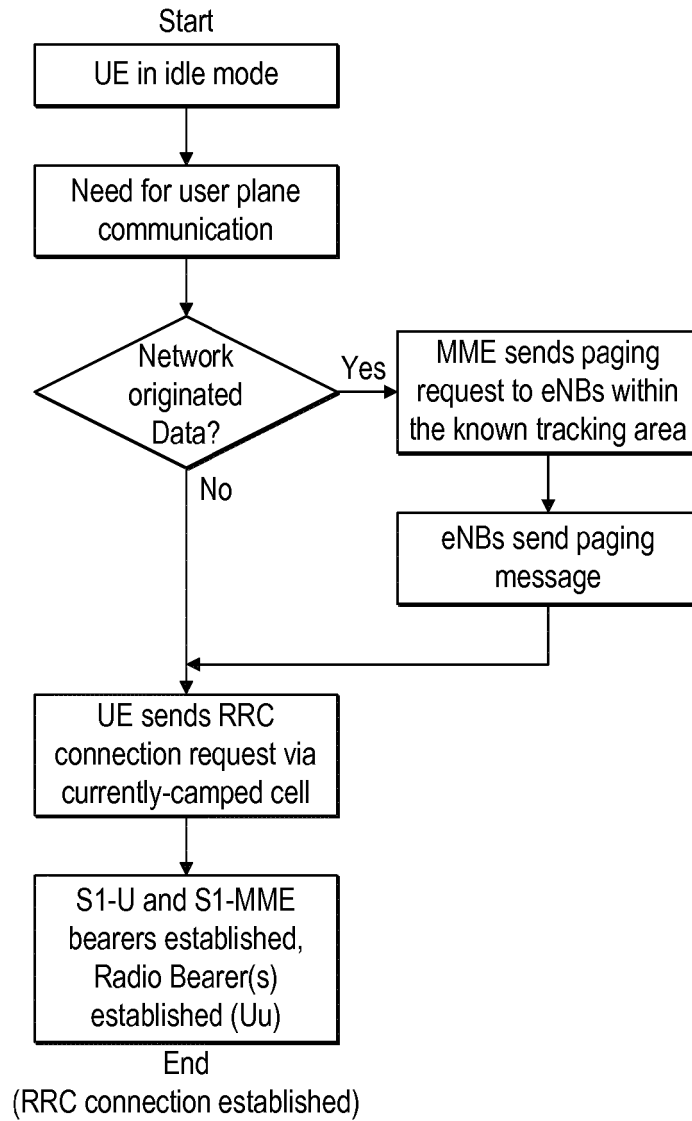 Start
UE in idle mode
Need for user plane
communication
Network
originated
Data?
Yes
MME sends paging
request to eNBs within
the known tracking area
No
eNBs send paging
message
UE sends RRC
connection request via
currently-camped cell
S1-U and S1-MME
bearers established,
Radio Bearer(s)
established (Uu)
End
(RRC connection established)